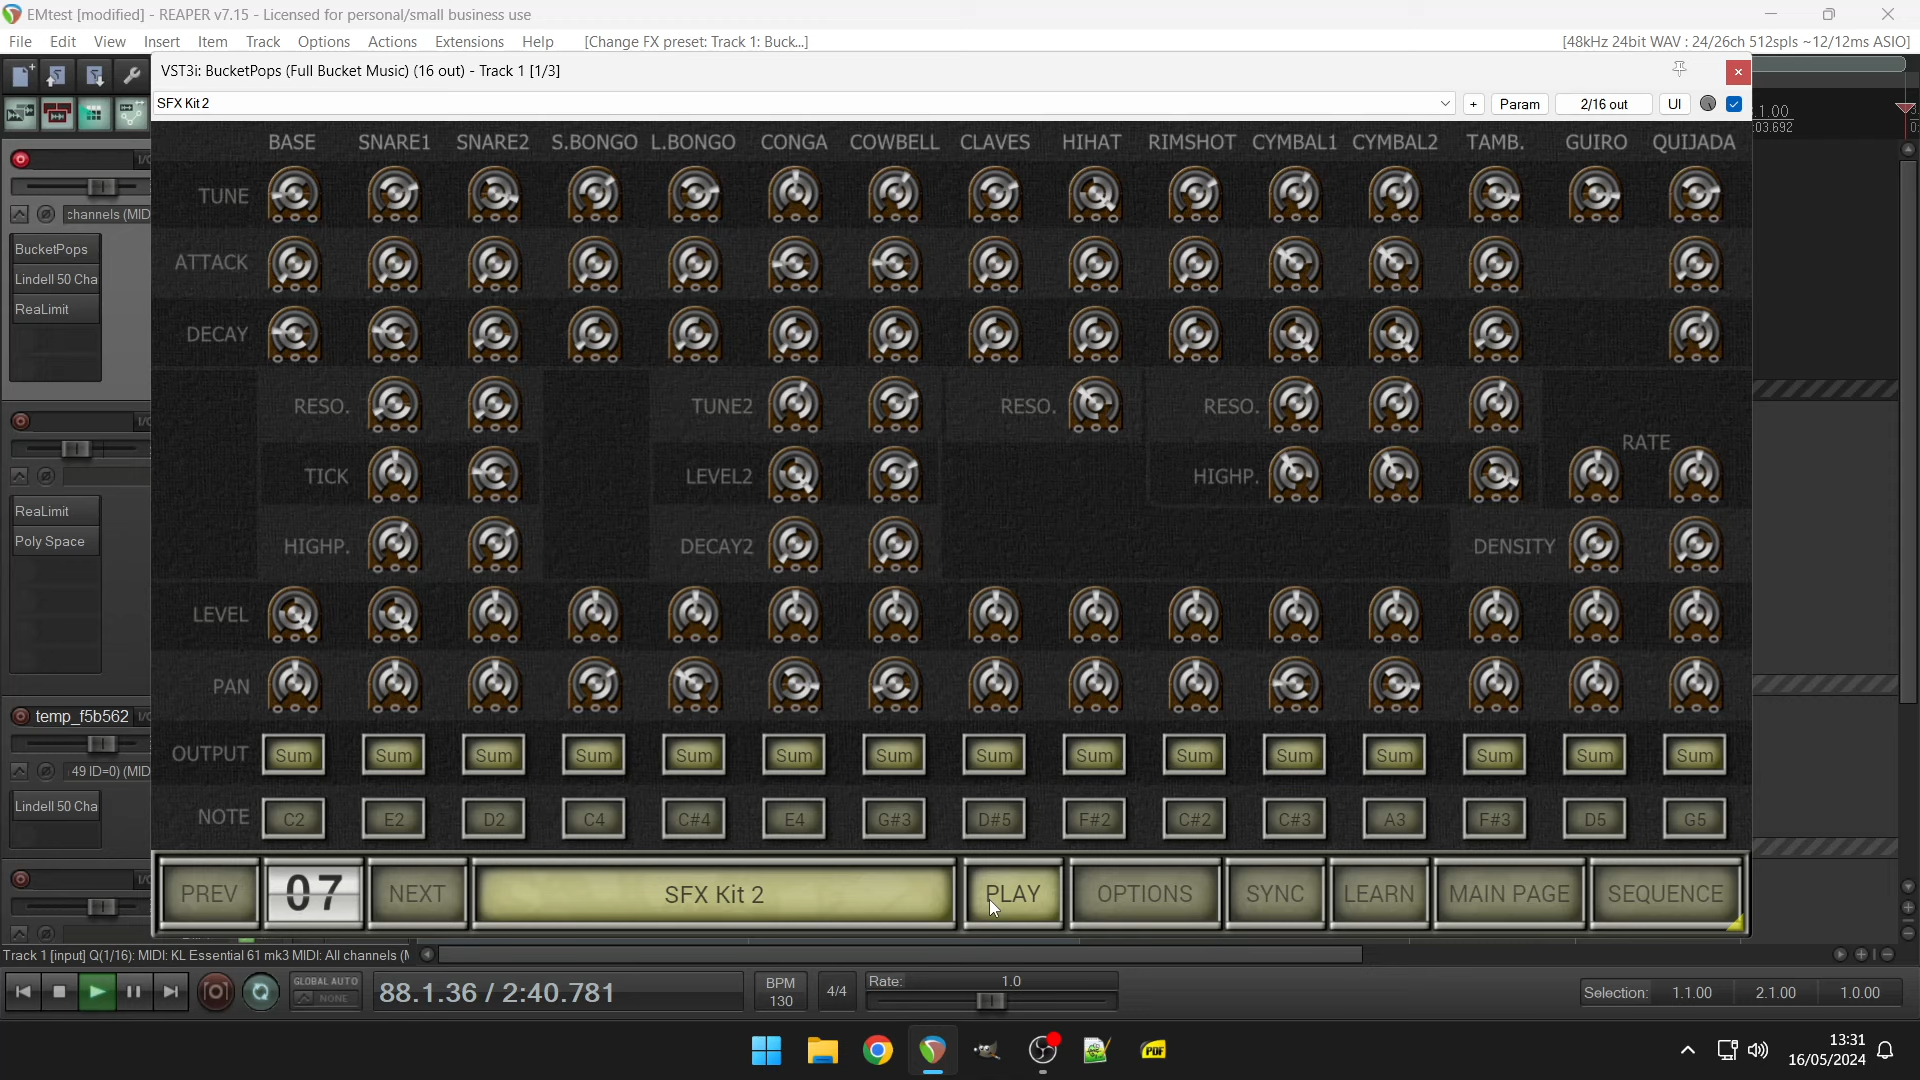 EMtest [modified] - REAPER v7.15 - Licensed for personal/small business use
File Edit View Insert Item Track Options Actions Extensions Help [Change FX preset: Track 1: Buck...] [48kHz 24bit WAV : 24/26ch 512spls ~12/12ms ASIO]
VST3i: BucketPops (Full Bucket Music) (16 out) - Track 1 [1/3]
SFX Kit 2 + Param 2/16 out UI
1.00
03.692
BASE SNARE1 SNARE2 S.BONGO L.BONGO CONGA COWBELL CLAVES HIHAT RIMSHOT CYMBAL1 CYMBAL2 TAMB. GUIRO QUIJADA
TUNE
channels (MID
BucketPops
ATTACK
Lindell 50 Cha
ReaLimit
DECAY
RESO. TUNE2 RESO. RESO.
RATE
TICK LEVEL2 HIGHP.
ReaLimit
Poly Space
HIGHP. DECAY2 DENSITY
LEVEL
PAN
temp_f5b562
OUTPUT Sum Sum Sum Sum Sum Sum Sum Sum Sum Sum Sum Sum Sum Sum Sum
49 ID=0) (MID
Lindell 50 Cha
NOTE C2 E2 D2 C4 C#4 E4 G#3 D#5 F#2 C#2 C#3 A3 F#3 D5 G5
PREV 07 NEXT SFX Kit 2 PLAY OPTIONS SYNC LEARN MAIN PAGE SEQUENCE
Track 1 [input] Q(1/16): MIDI: KL Essential 61 mk3 MIDI: All channels (M
GLOBAL AUTO
NONE
88.1.36 / 2:40.781
BPM
130
4/4
Rate: 1.0
Selection: 1.1.00 2.1.00 1.0.00
PDF
13:31
16/05/2024